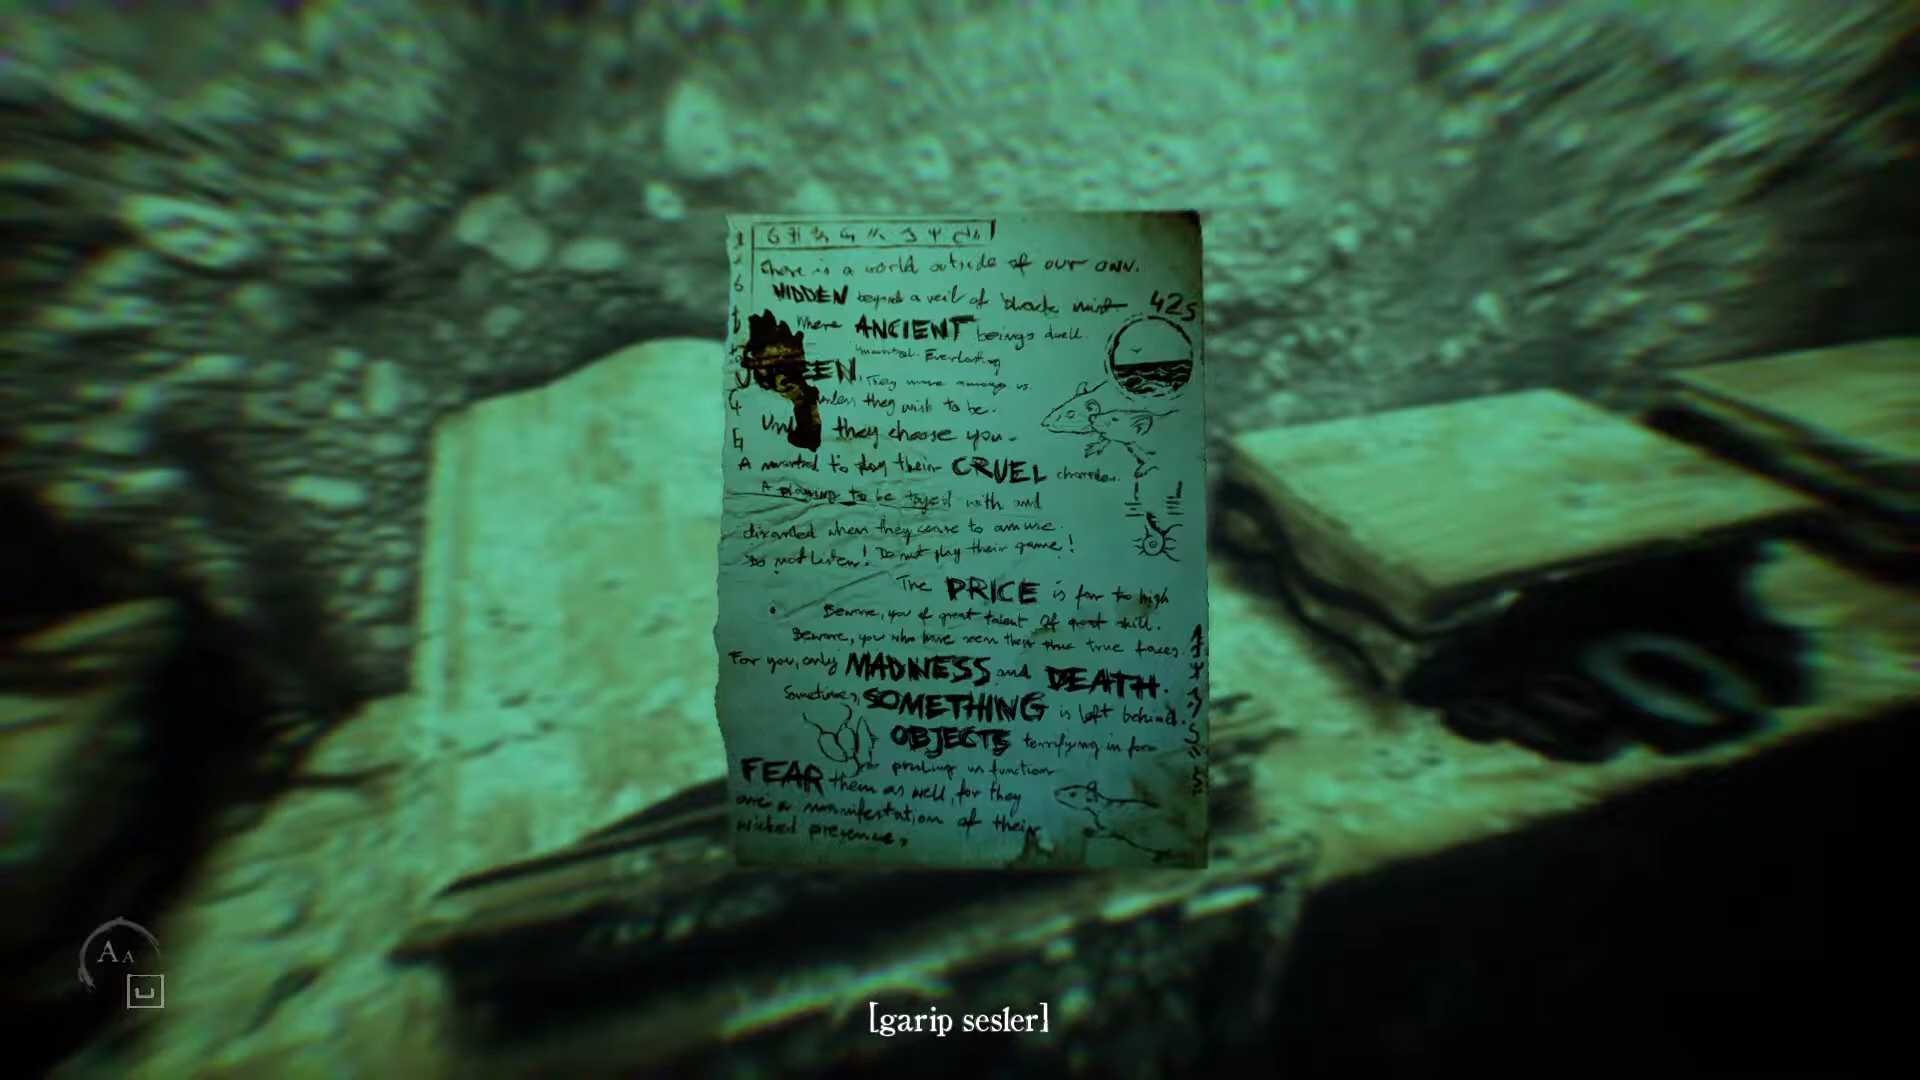 There is a world outside of our own.
HIDDEN beyond a veil of black mist
425
Where ANCIENT beings dwell
Immortal. Everlasting
EEN. They move among us.
unless they wish to be.
Un they choose you.
A mortal to play their CRUEL charades.
A plaything to be toyed with and
discarded when they cease to amuse.
Do not listen! Do not play their game!
The PRICE is far too high
Beware, you of great talent. Of great skill.
Beware, you who have seen their true true faces.
For you, only MADNESS and DEATH.
Sometimes, SOMETHING is left behind.
OBJECTS terrifying in form
in function
FEAR them as well, for they
are a manifestation of their
wicked presence.
AA
[garip sesler]